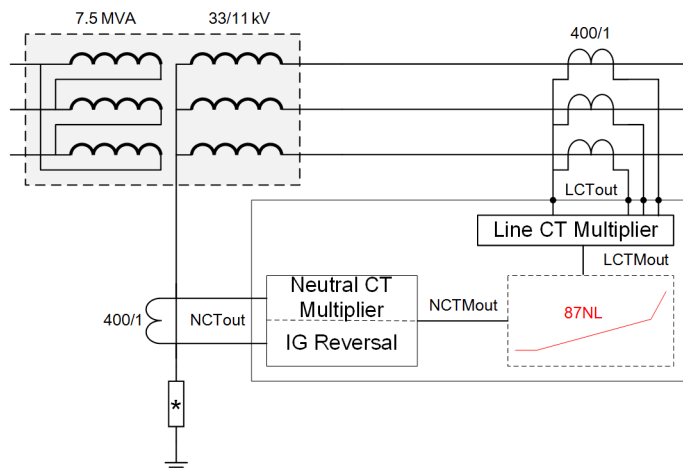 7.5 MVA
33/11 kV
400/1
LCTout
Line CT Multiplier
LCTMout
Neutral CT
Multiplier
IG Reversal
400/1
NCTout
NCTMout
87NL
*